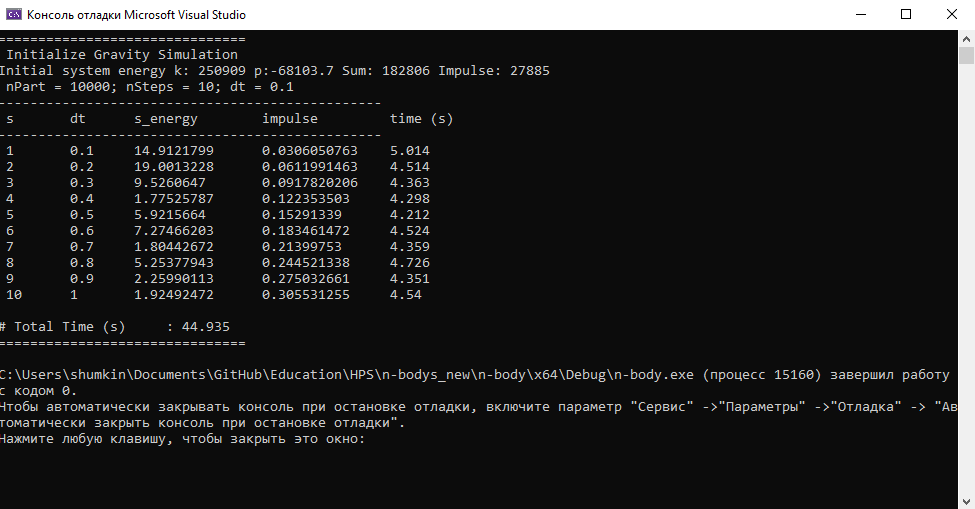 Консоль отладки Microsoft Visual Studio
===============================
Initialize Gravity Simulation
Initial system energy k: 250909 p:-68103.7 Sum: 182806 Impulse: 27885
nPart = 10000; nSteps = 10; dt = 0.1
------------------------------------------------
s dt s_energy impulse time (s)
------------------------------------------------
1 0.1 14.9121799 0.0306050763 5.014
2 0.2 19.0013228 0.0611991463 4.514
3 0.3 9.5260647 0.0917820206 4.363
4 0.4 1.77525787 0.122353503 4.298
5 0.5 5.9215664 0.15291339 4.212
6 0.6 7.27466203 0.183461472 4.524
7 0.7 1.80442672 0.21399753 4.359
8 0.8 5.25377943 0.244521338 4.726
9 0.9 2.25990113 0.275032661 4.351
10 1 1.92492472 0.305531255 4.54
# Total Time (s) : 44.935
===============================
C:\Users\shumkin\Documents\GitHub\Education\HPS\n-bodys_new\n-body\x64\Debug\n-body.exe (процесс 15160) завершил работу
с кодом 0.
Чтобы автоматически закрывать консоль при остановке отладки, включите параметр "Сервис" ->"Параметры" ->"Отладка" -> "Ав
томатически закрыть консоль при остановке отладки".
Нажмите любую клавишу, чтобы закрыть это окно: